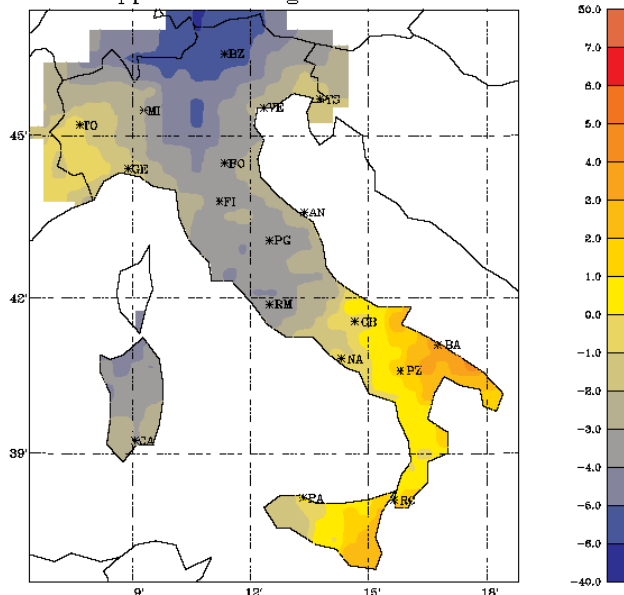 BZ
TS
VE
MI
TO
45'
BO
GE
FI
AN
PG
42'
RM
CB
BA
NA
PZ
CA
39'
PA
RC
9'
12'
15'
18'
50.0
7.0
6.0
5.0
4.0
3.0
2.0
1.0
0.0
-1.0
-2.0
-3.0
-4.0
-5.0
-6.0
-40.0